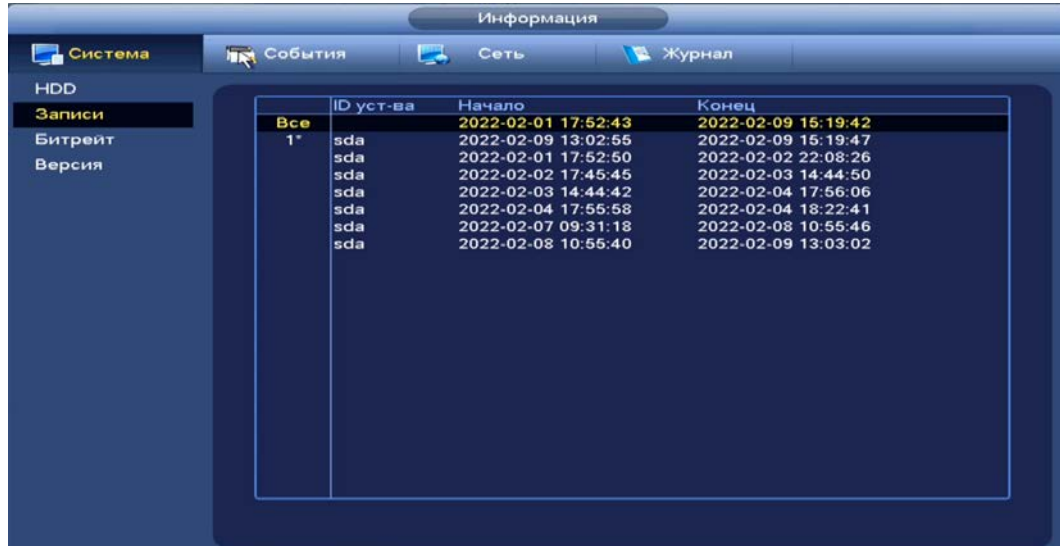 Информация
Система События Сеть Журнал
HDD
Записи
Битрейт
Версия
ID уст-ва Начало Конец
Все 2022-02-01 17:52:43 2022-02-09 15:19:42
1* sda 2022-02-09 13:02:55 2022-02-09 15:19:47
sda 2022-02-01 17:52:50 2022-02-02 22:08:26
sda 2022-02-02 17:45:45 2022-02-03 14:44:50
sda 2022-02-03 14:44:42 2022-02-04 17:56:06
sda 2022-02-04 17:55:58 2022-02-04 18:22:41
sda 2022-02-07 09:31:18 2022-02-08 10:55:46
sda 2022-02-08 10:55:40 2022-02-09 13:03:02